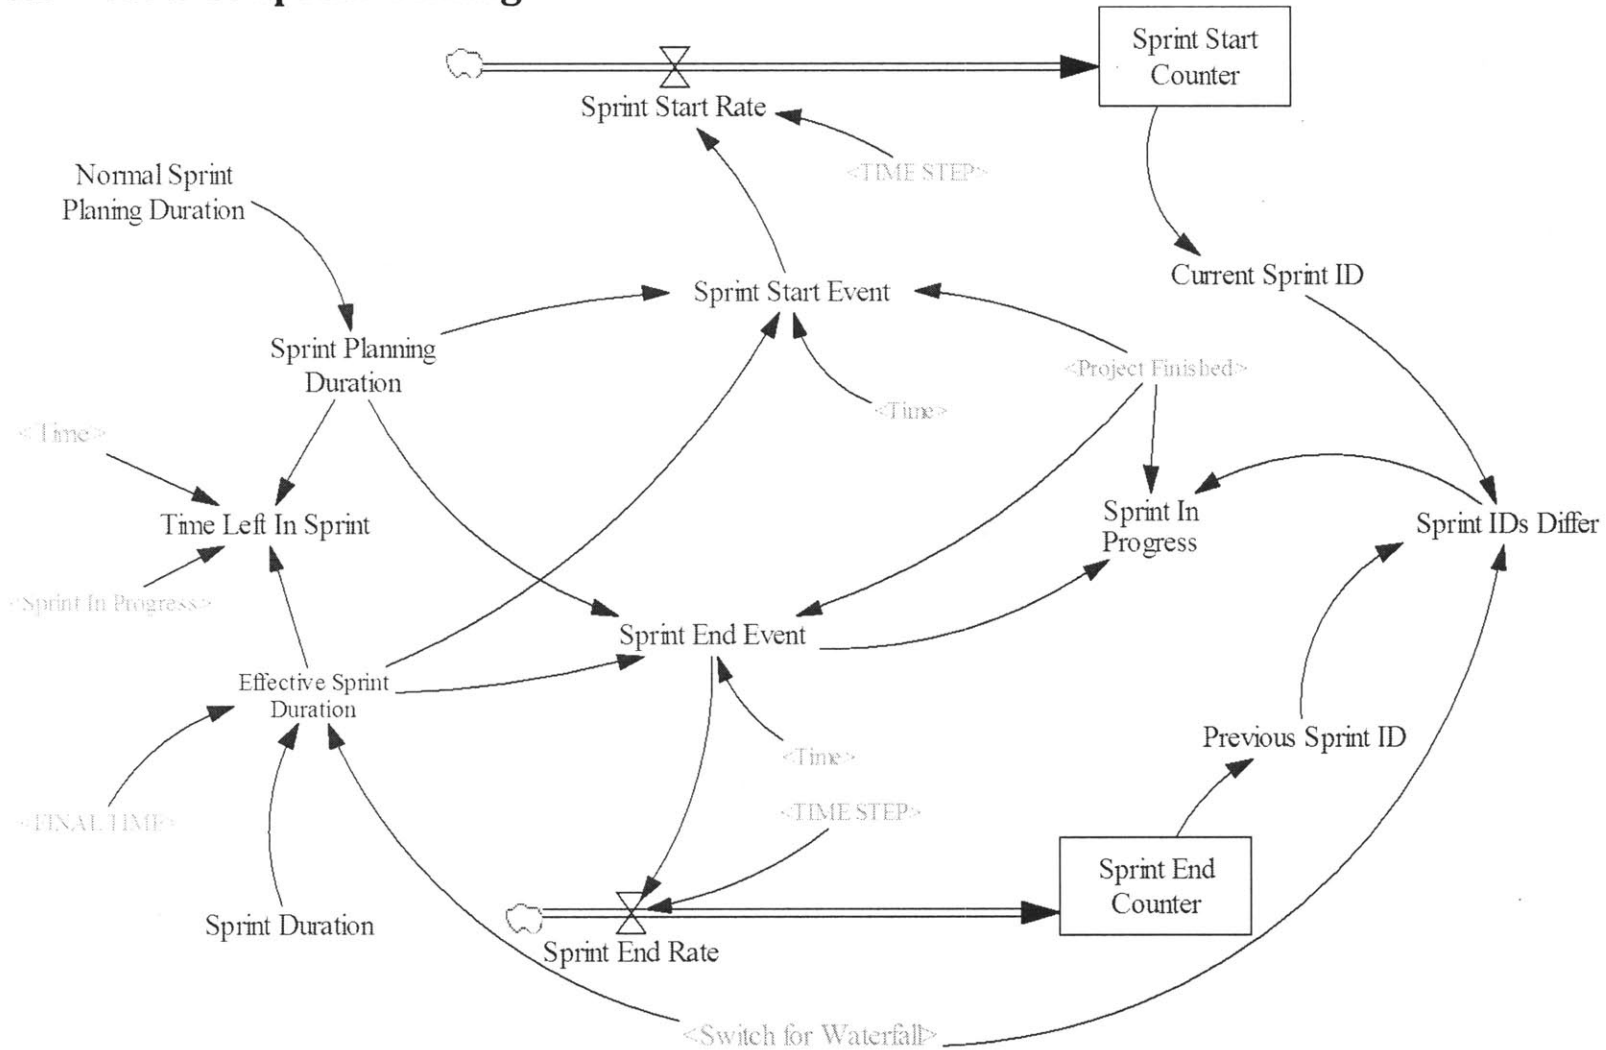 Sprint Start
Counter
Sprint Start Rate
<TIME STEP>
Normal Sprint
Planing Duration
Current Sprint ID
Sprint Start Event
Sprint Planning
Duration
<Project Finished>
<Time>
<Time>
Time Left In Sprint
Sprint In
Progress
Sprint IDs Differ
<Sprint In Progress>
Sprint End Event
Effective Sprint
Duration
Previous Sprint ID
<Time>
<TIME STEP>
<FINAL TIME>
Sprint End
Counter
Sprint Duration
Sprint End Rate
<Switch for Waterfall>